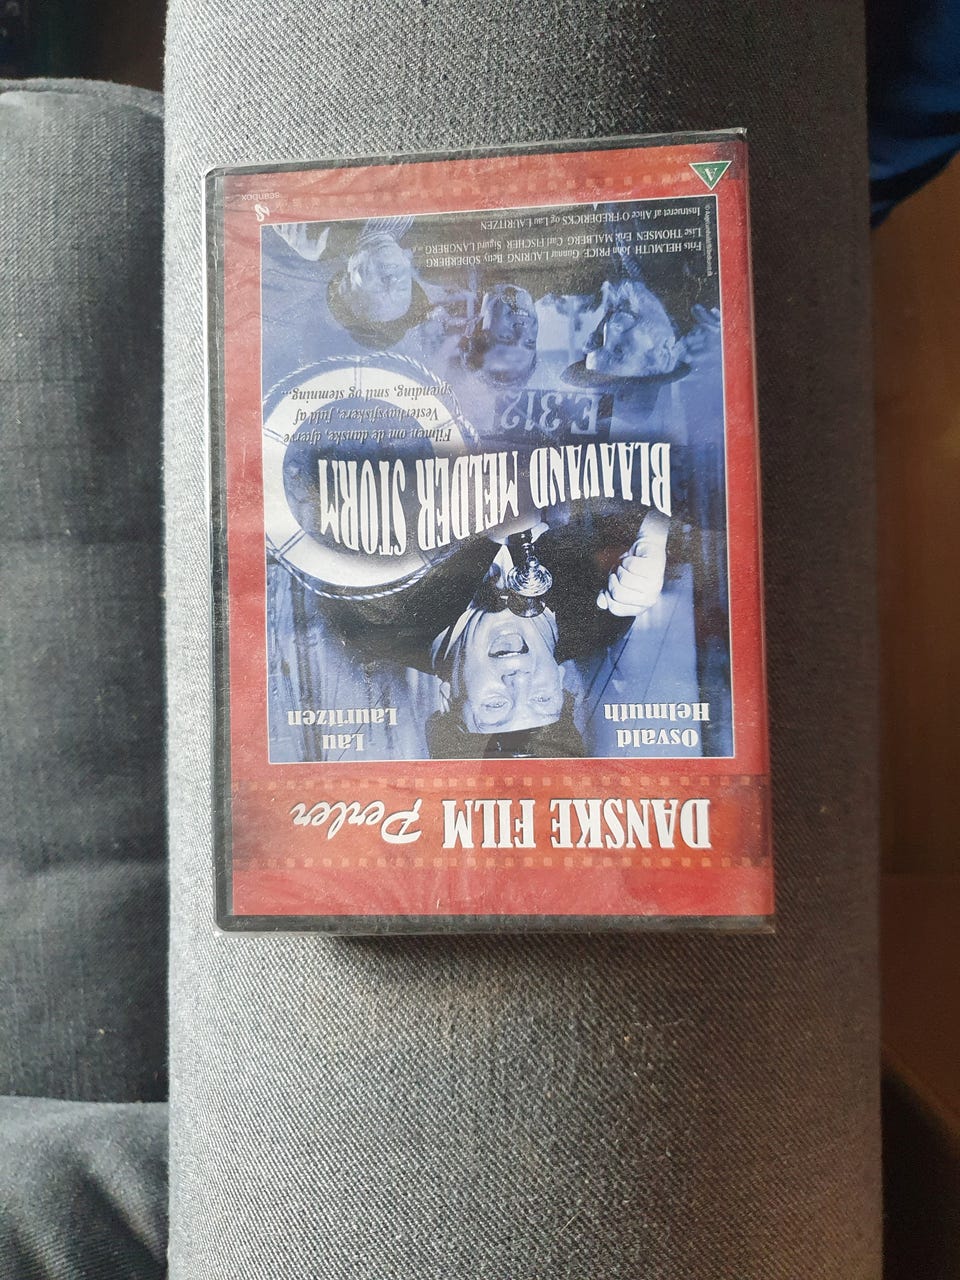 DANSKE FILM Perler
Osvald
Helmuth
Lau
Lauritzen
BLAAVAND MELDER STORM
Filmen om de danske, djærve
Vesterhavsfiskere, fuld af
spænding, smil og stemning...
E.312
Frits HELMUTH John PRICE Gunnar LAURING Betty SÖDERBERG
Lise THOMSEN Erik MALBERG Carl FISCHER Sigurd LANGBERG m.fl.
Instrueret af Alice O'FREDERICKS og Lau LAURITZEN
scanbox
A